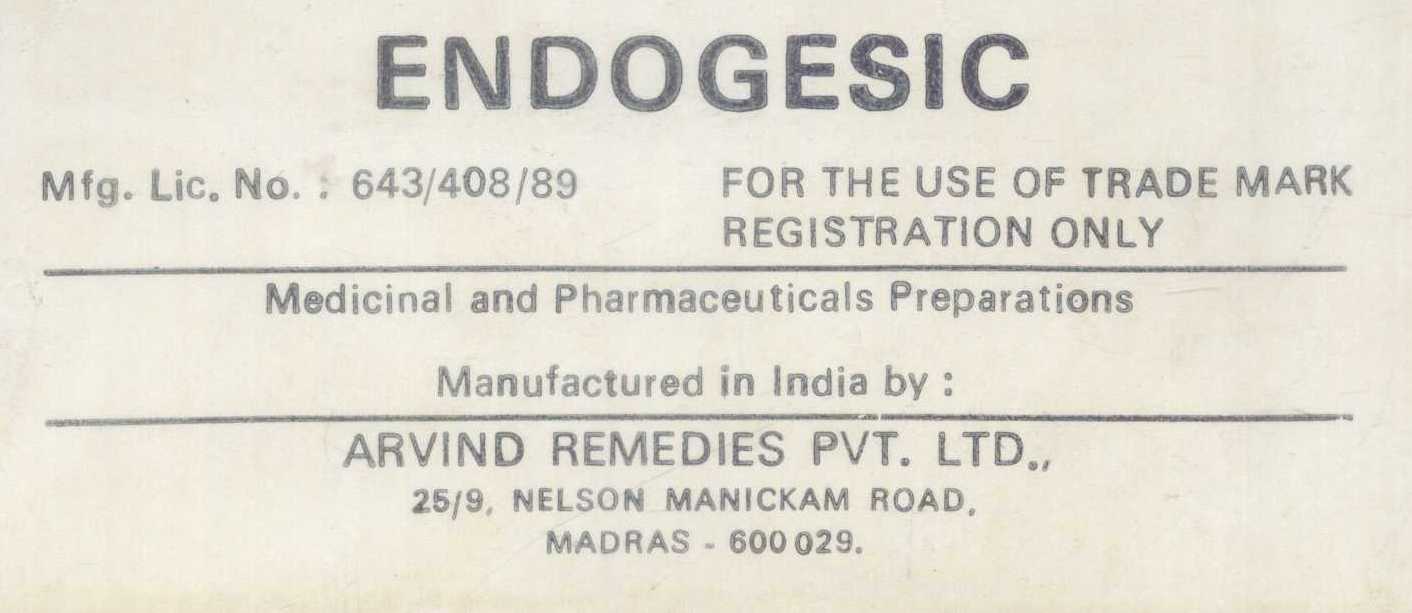 ENDOGESIC
Mfg. Lic. No. : 643/408/89
FOR THE USE OF TRADE MARK
REGISTRATION ONLY
Medicinal and Pharmaceuticals Preparations
Manufactured in India by :
ARVIND REMEDIES PVT. LTD.,
25/9, NELSON MANICKAM ROAD,
MADRAS - 600 029.